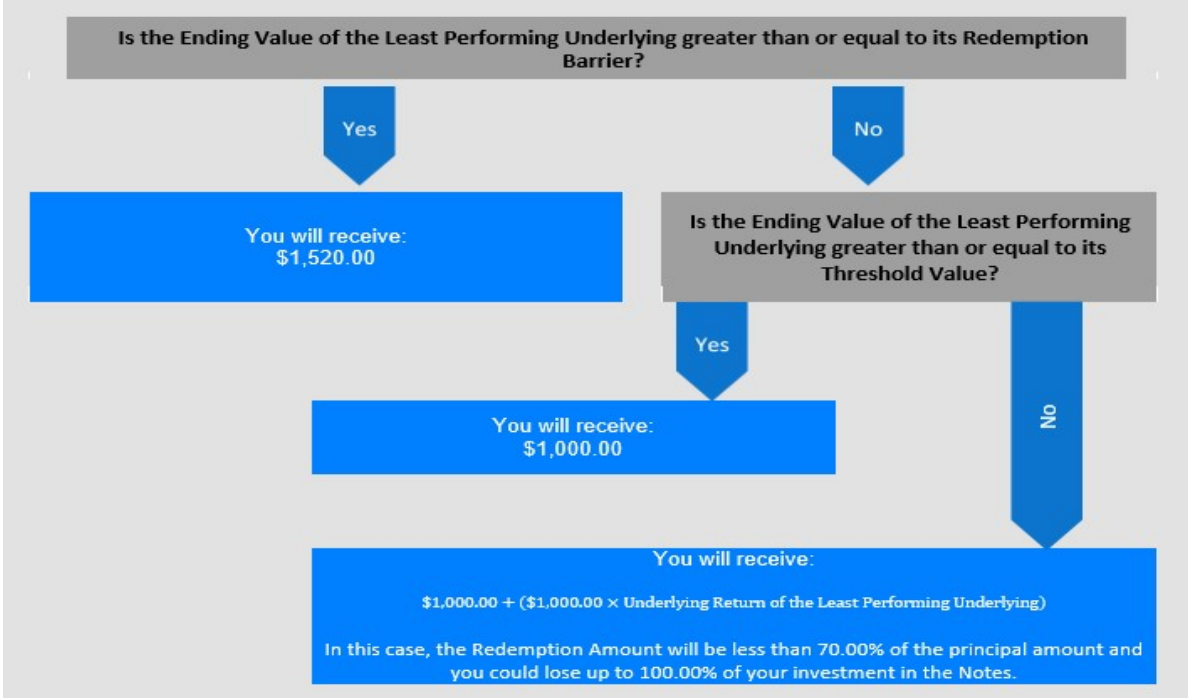 Is the Ending Value of the Least Performing Underlying greater than or equal to its Redemption
Barrier?
Yes
No
You will receive:
$1,520.00
Is the Ending Value of the Least Performing
Underlying greater than or equal to its
Threshold Value?
Yes
No
You will receive:
$1,000.00
You will receive:
$1,000.00 + ($1,000.00 × Underlying Return of the Least Performing Underlying)
In this case, the Redemption Amount will be less than 70.00% of the principal amount and
you could lose up to 100.00% of your investment in the Notes.